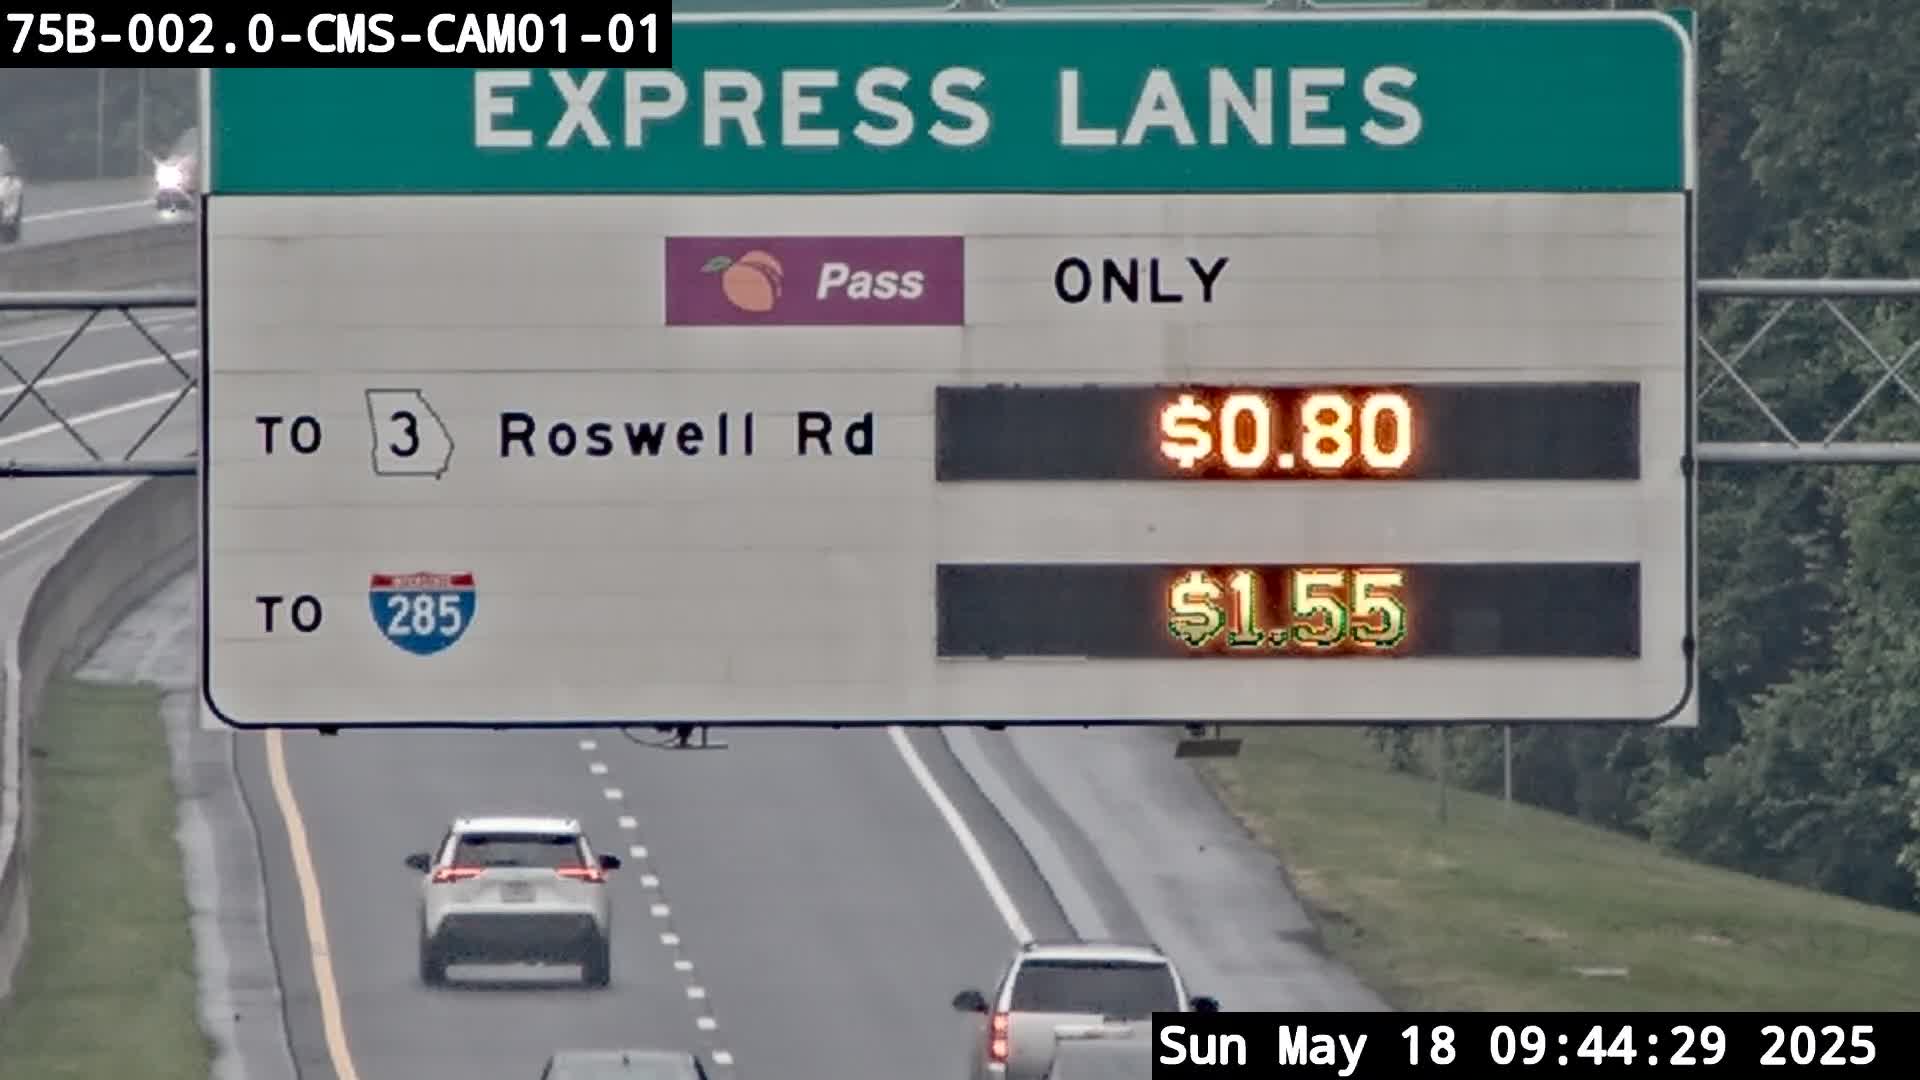 75B-002.0-CMS-CAM01-01
EXPRESS LANES
Pass ONLY
TO 3 Roswell Rd $0.80
INTERSTATE
TO 285 $1.55
Sun May 18 09:44:29 2025